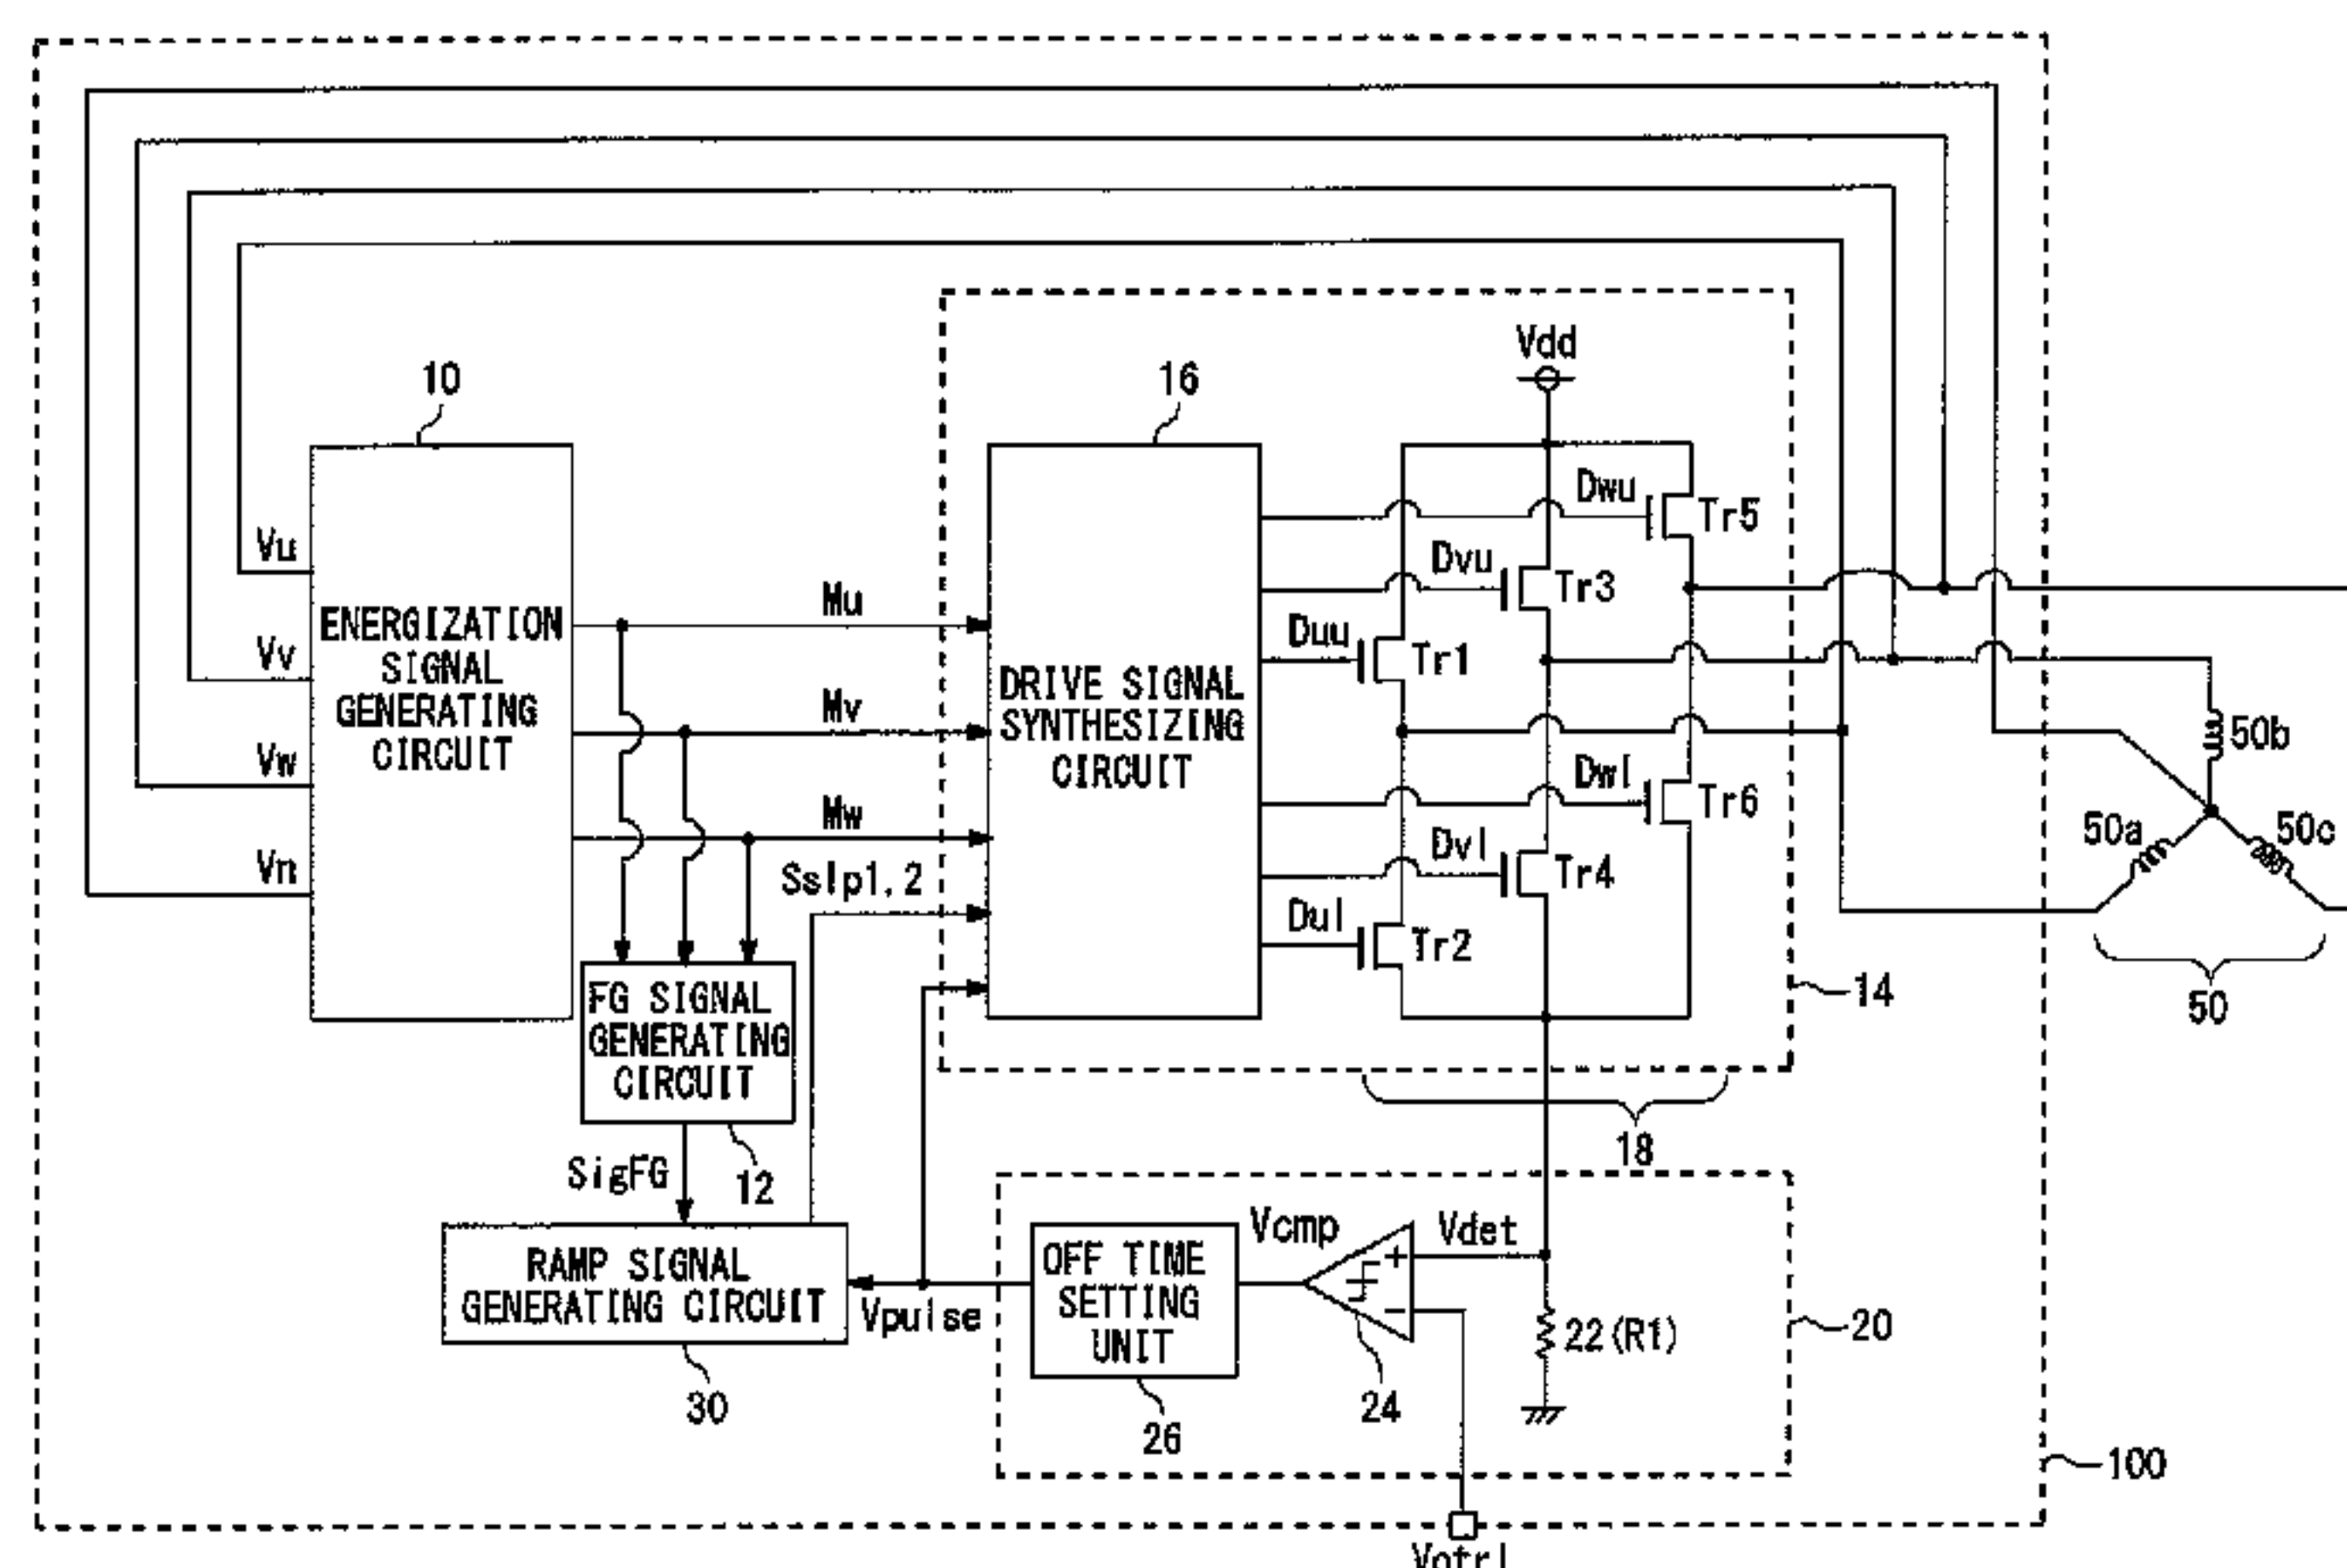 Vdd
10
16
Dwu
Tr5
Vu
Dvu
Tr3
Mu
ENERGIZATION
SIGNAL
GENERATING
CIRCUIT
Duu
Tr1
Vv
Mv
DRIVE SIGNAL
SYNTHESIZING
CIRCUIT
50b
Vw
Dwl
Tr6
Mw
50a
50c
Vn
Sslp1,2
Dvl
Tr4
Dul
Tr2
FG SIGNAL
GENERATING
CIRCUIT
14
50
18
SigFG
12
Vcmp
Vdet
RAMP SIGNAL
GENERATING CIRCUIT
Vpulse
OFF TIME
SETTING
UNIT
+
-
22(R1)
20
30
26
24
100